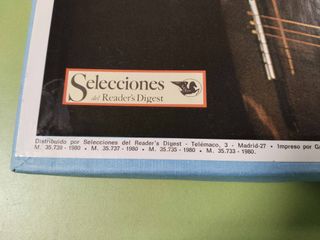 Selecciones
del Reader's Digest
Distribuido por Selecciones del Reader's Digest - Telémaco, 3 - Madrid-27 • Impreso por
M. 35.739 - 1980 • M. 35.737 - 1980 • M. 35.735 - 1980 • M. 35.733 - 1980.